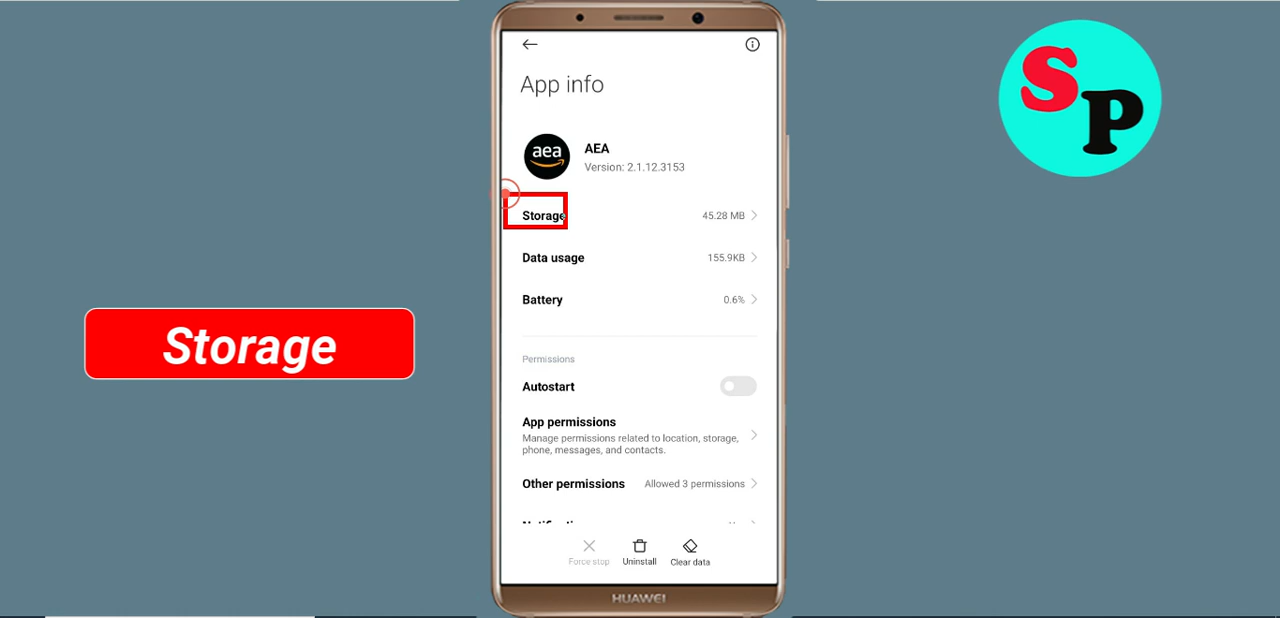 App info
aea
AEA
Version: 2.1.12.3153
Storage
45.28 MB
Data usage
155.9KB
Battery
0.6%
Permissions
Autostart
App permissions
Manage permissions related to location, storage,
phone, messages, and contacts.
Other permissions
Allowed 3 permissions
Force stop
Uninstall
Clear data
HUAWEI
Storage
SP